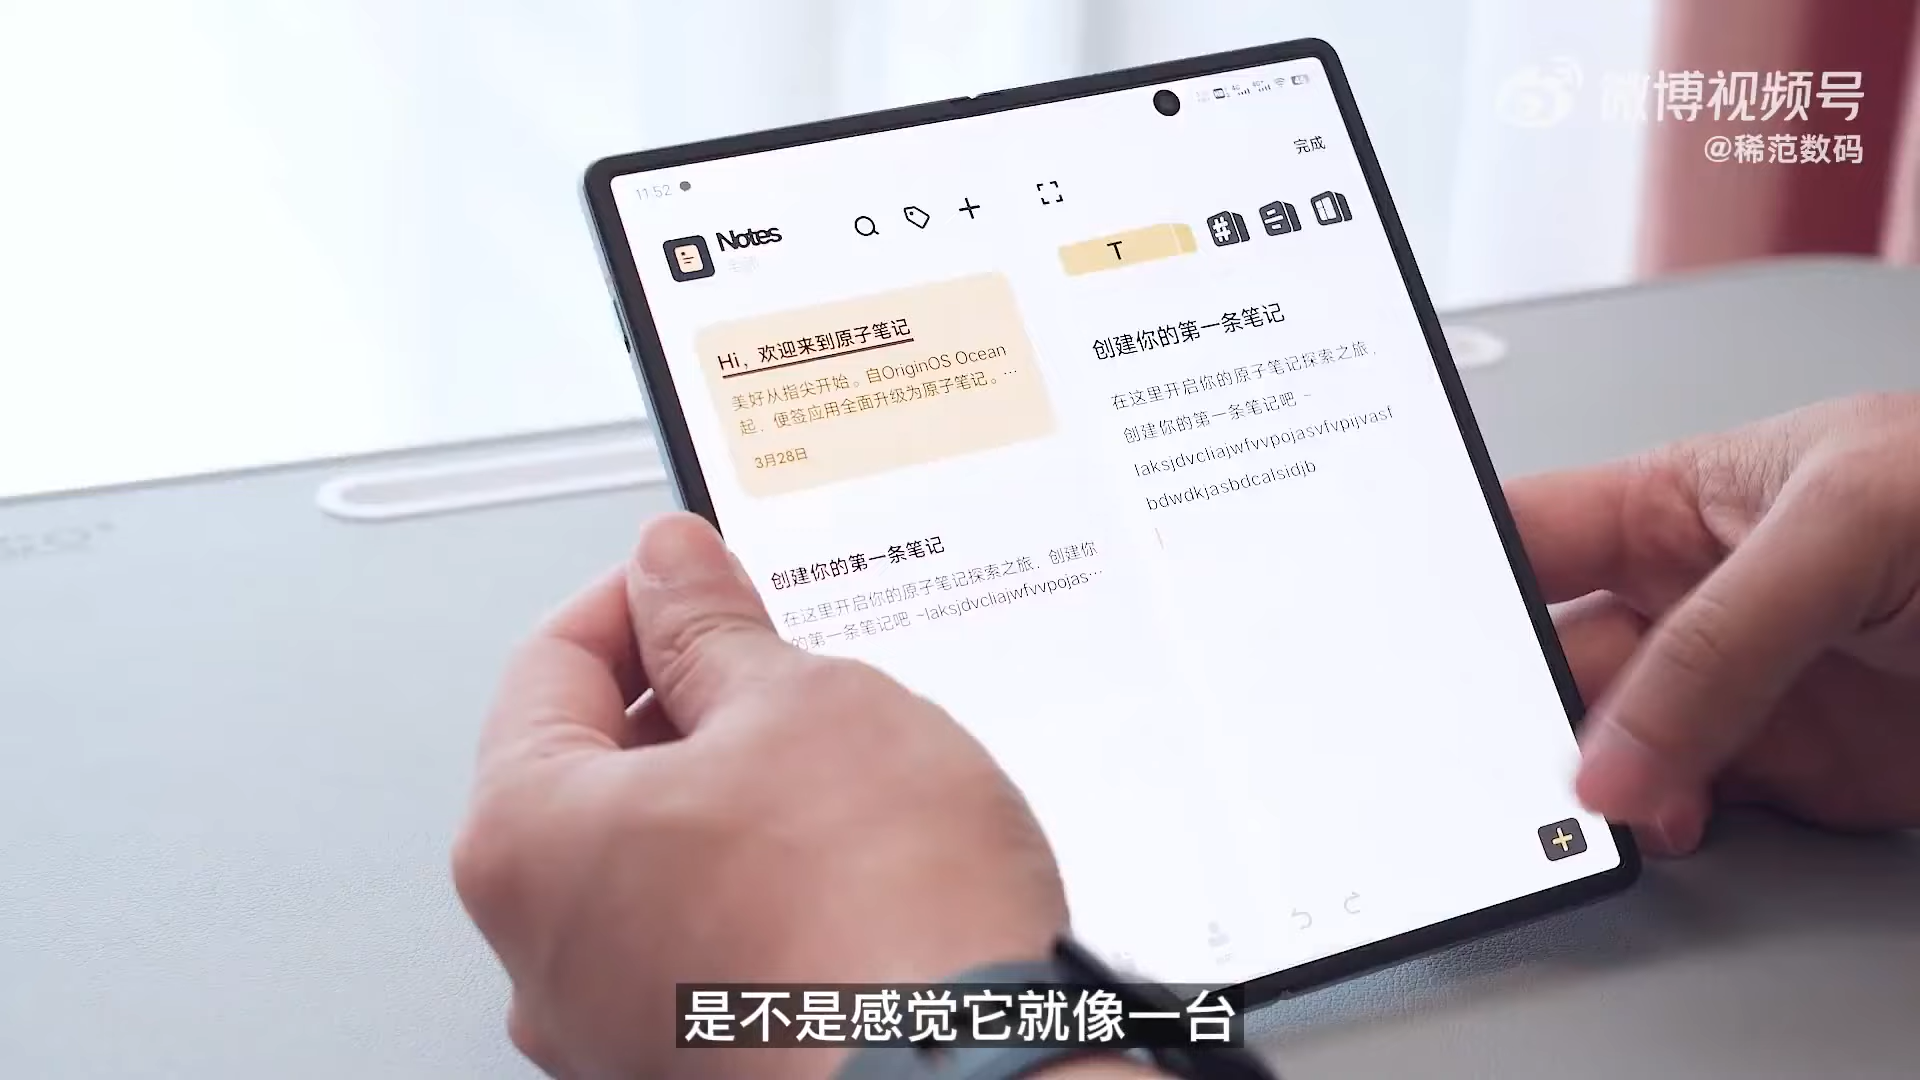 微博视频号
@稀范数码
11:52
完成
Notes
T
Hi，欢迎来到原子笔记
美好从指尖开始。自OriginOS Ocean
起，便签应用全面升级为原子笔记。…
3月28日
创建你的第一条笔记
在这里开启你的原子笔记探索之旅，创建你
的第一条笔记吧 ~laksjdvcliajwfvvpojas…
创建你的第一条笔记
在这里开启你的原子笔记探索之旅，
创建你的第一条笔记吧 ~
laksjdvcliajwfvvpojasvfvpijvasf
bdwdkjasbdcalsidjb
是不是感觉它就像一台